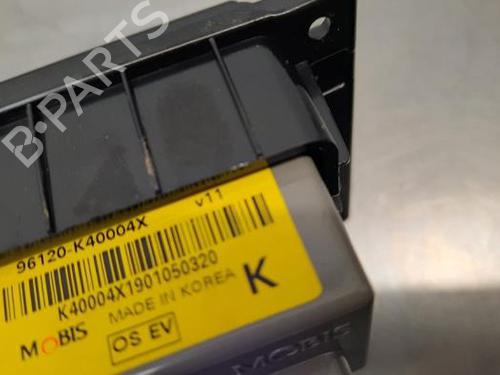 B-PARTS
96120-K40004X
v11
K40004X1901050320
MADE IN KOREA
K
MOBIS
OS EV
MOBIS